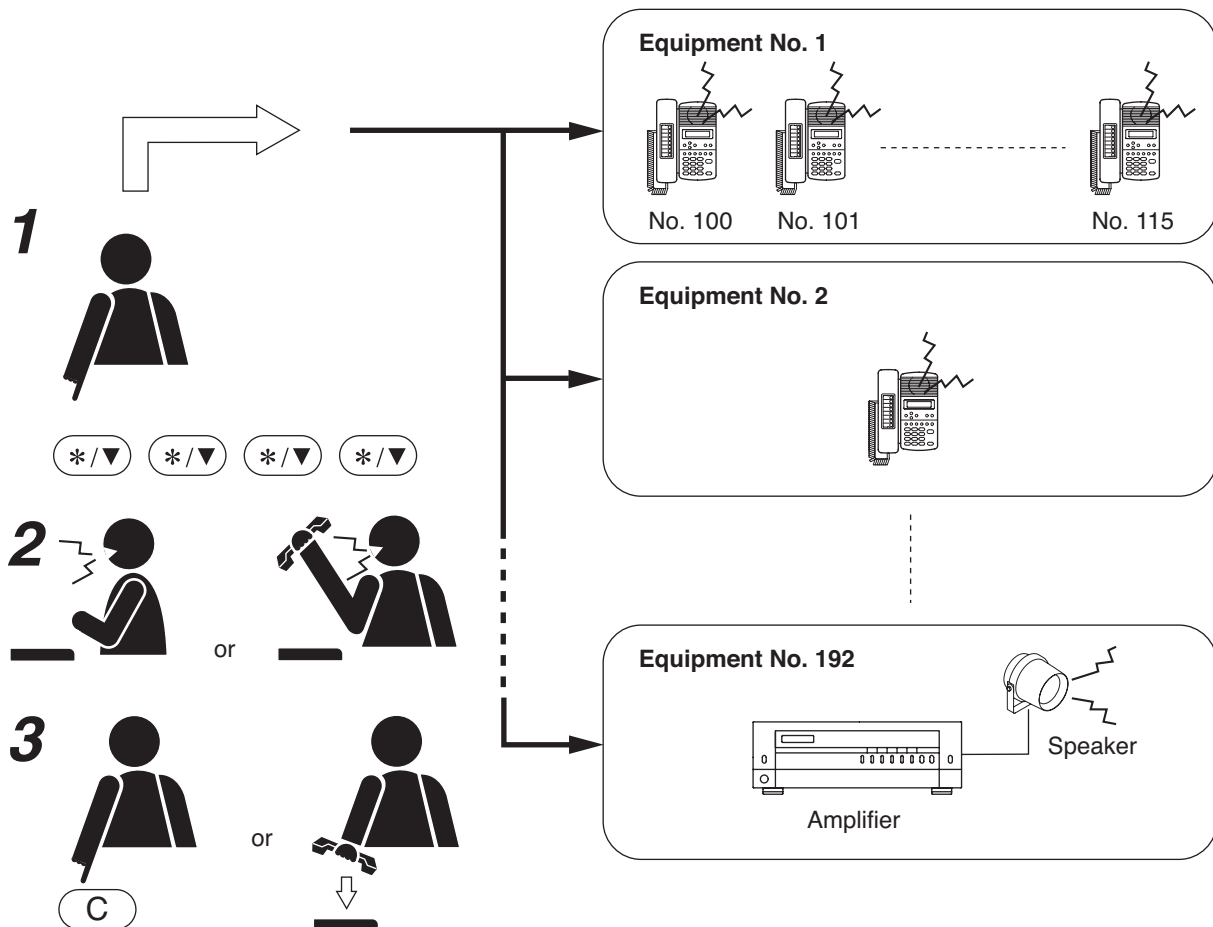 Equipment No. 1
No. 100 No. 101 No. 115
1
Equipment No. 2
*/▼ */▼ */▼ */▼
2
or
Equipment No. 192
Speaker
Amplifier
3
or
C